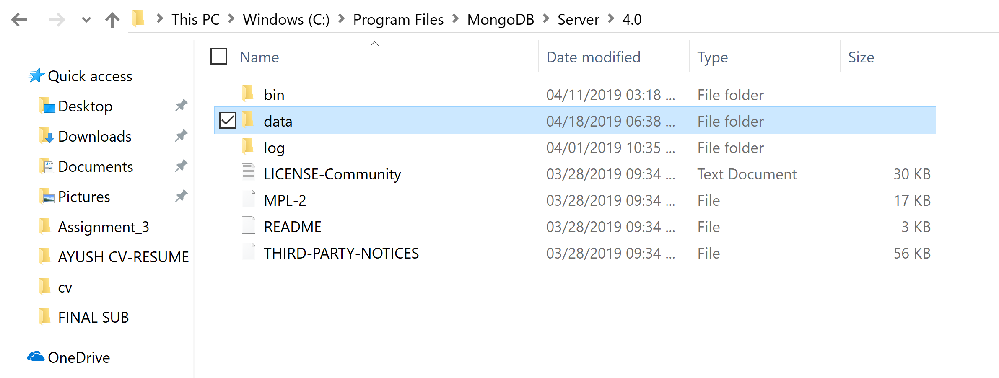 This PC > Windows (C:) > Program Files > MongoDB > Server > 4.0
Name Date modified Type Size
Quick access
Desktop
Downloads
Documents
Pictures
Assignment_3
AYUSH CV-RESUME
cv
FINAL SUB
OneDrive
bin 04/11/2019 03:18 ... File folder
data 04/18/2019 06:38 ... File folder
log 04/01/2019 10:35 ... File folder
LICENSE-Community 03/28/2019 09:34 ... Text Document 30 KB
MPL-2 03/28/2019 09:34 ... File 17 KB
README 03/28/2019 09:34 ... File 3 KB
THIRD-PARTY-NOTICES 03/28/2019 09:34 ... File 56 KB